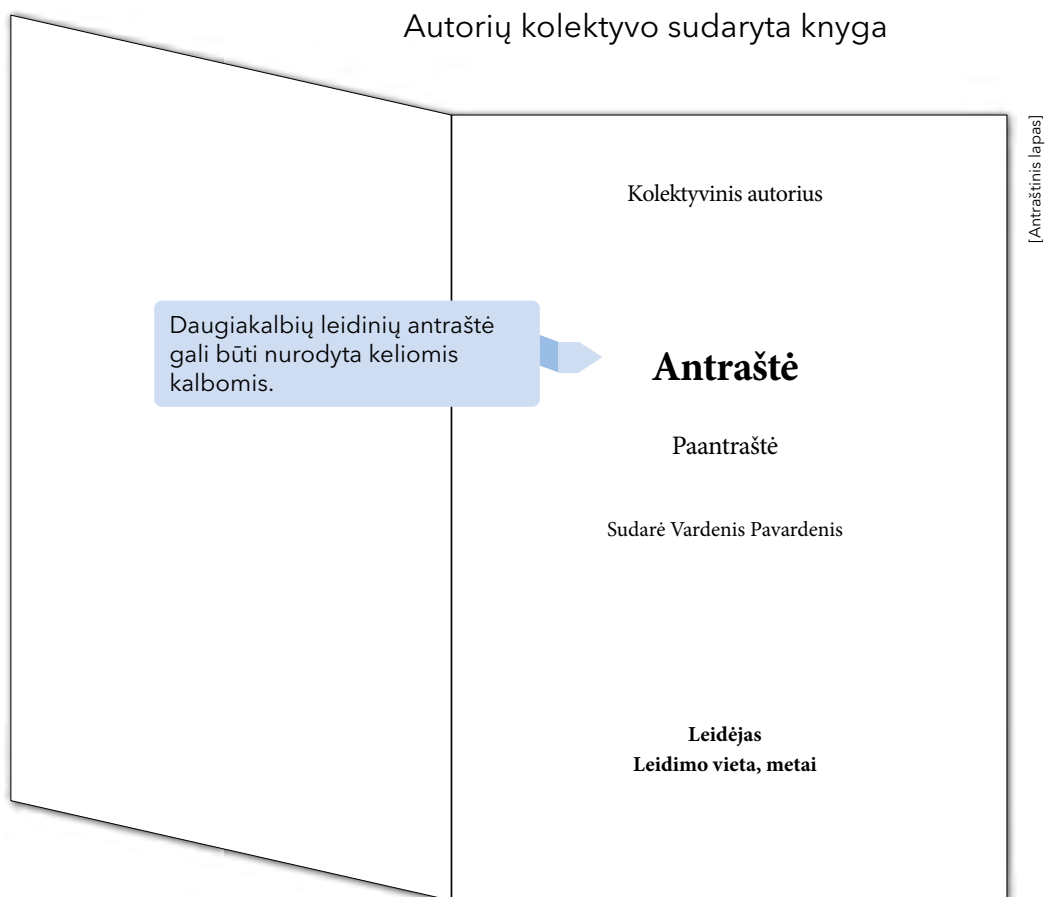 Autorių kolektyvo sudaryta knyga
[Antraštinis lapas]
Kolektyvinis autorius
Daugiakalbių leidinių antraštė
gali būti nurodyta keliomis
kalbomis.
Antraštė
Paantraštė
Sudarė Vardenis Pavardenis
Leidėjas
Leidimo vieta, metai